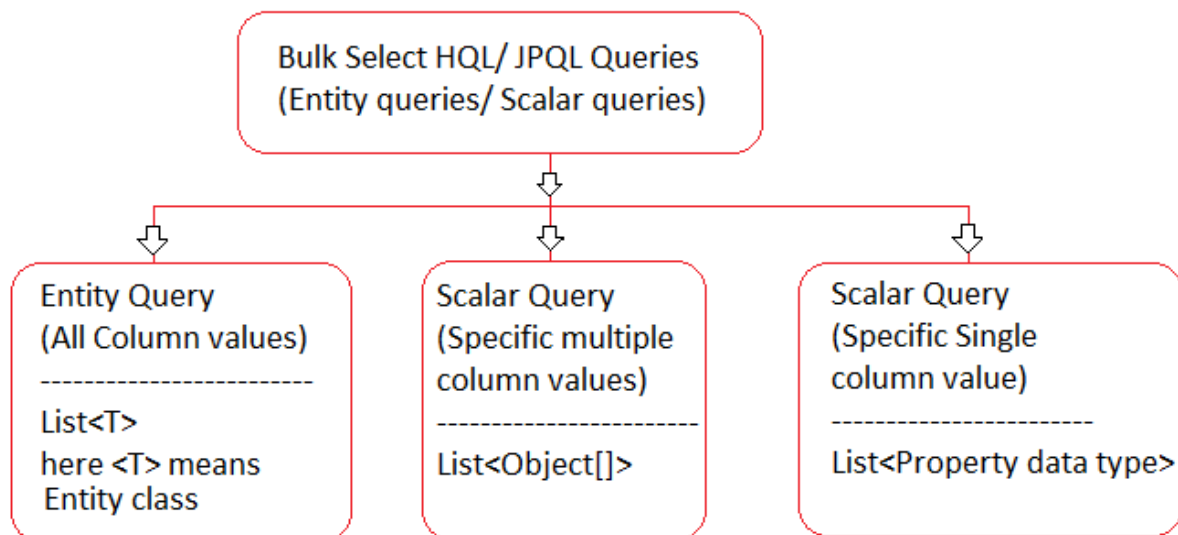 Bulk Select HQL/ JPQL Queries
(Entity queries/ Scalar queries)
Entity Query
(All Column values)
-------------------------
List<T>
here <T> means
Entity class
Scalar Query
(Specific multiple
column values)
------------------------
List<Object[]>
Scalar Query
(Specific Single
column value)
------------------------
List<Property data type>